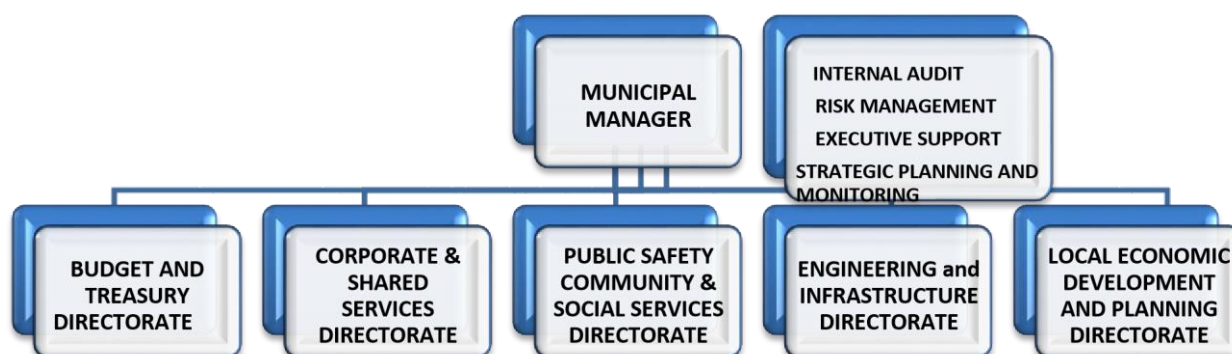 MUNICIPAL
MANAGER
INTERNAL AUDIT
RISK MANAGEMENT
EXECUTIVE SUPPORT
STRATEGIC PLANNING AND
MONITORING
BUDGET AND
TREASURY
DIRECTORATE
CORPORATE &
SHARED
SERVICES
DIRECTORATE
PUBLIC SAFETY
COMMUNITY &
SOCIAL SERVICES
DIRECTORATE
ENGINEERING and
INFRASTRUCTURE
DIRECTORATE
LOCAL ECONOMIC
DEVELOPMENT
AND PLANNING
DIRECTORATE